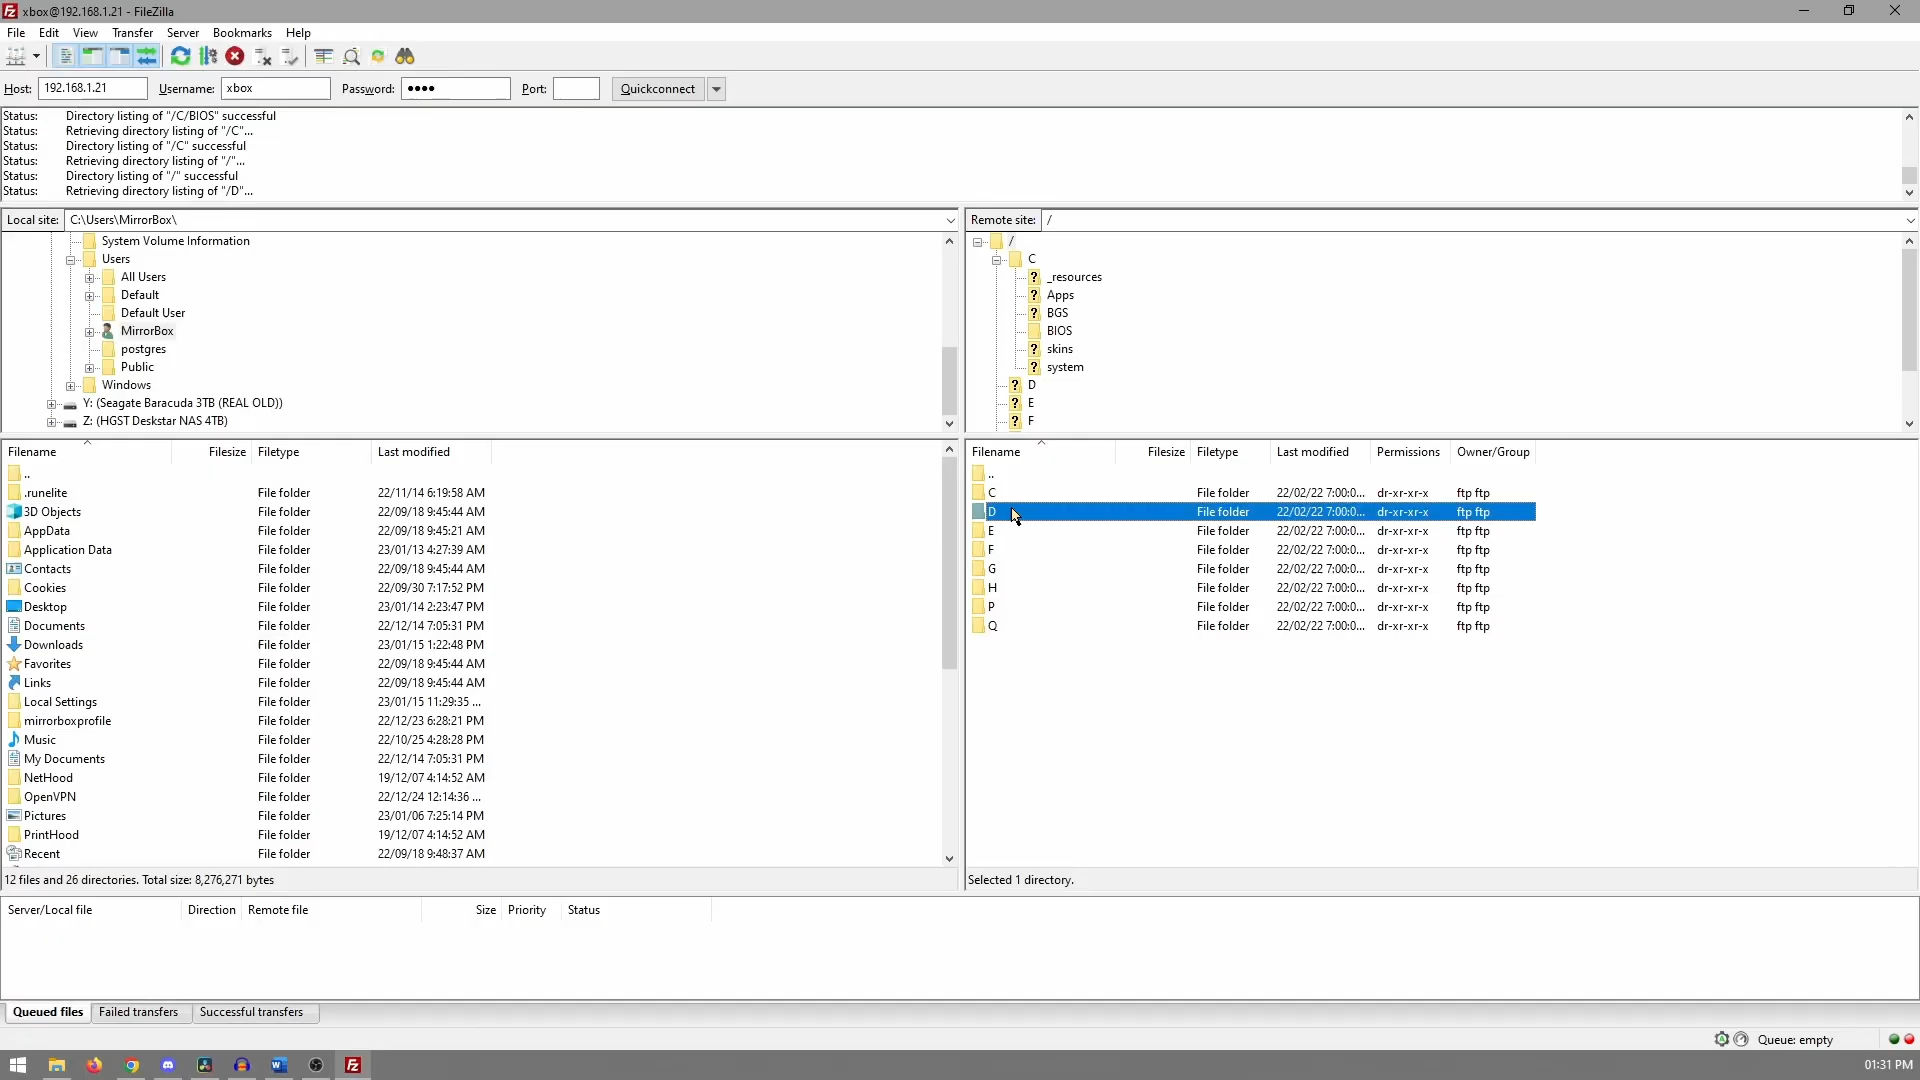 xbox@192.168.1.21 - FileZilla
File Edit View Transfer Server Bookmarks Help
Host: 192.168.1.21 Username: xbox Password: •••• Port: Quickconnect
Status: Directory listing of "/C/BIOS" successful
Status: Retrieving directory listing of "/C"...
Status: Directory listing of "/C" successful
Status: Retrieving directory listing of "/"...
Status: Directory listing of "/" successful
Status: Retrieving directory listing of "/D"...
Local site: C:\Users\MirrorBox\
System Volume Information
Users
All Users
Default
Default User
MirrorBox
postgres
Public
Windows
Y: (Seagate Baracuda 3TB (REAL OLD))
Z: (HGST Deskstar NAS 4TB)
Remote site: /
/
C
_resources
Apps
BGS
BIOS
skins
system
D
E
F
Filename Filesize Filetype Last modified
..
.runelite File folder 22/11/14 6:19:58 AM
3D Objects File folder 22/09/18 9:45:44 AM
AppData File folder 22/09/18 9:45:21 AM
Application Data File folder 23/01/13 4:27:39 AM
Contacts File folder 22/09/18 9:45:44 AM
Cookies File folder 22/09/30 7:17:52 PM
Desktop File folder 23/01/14 2:23:47 PM
Documents File folder 22/12/14 7:05:31 PM
Downloads File folder 23/01/15 1:22:48 PM
Favorites File folder 22/09/18 9:45:44 AM
Links File folder 22/09/18 9:45:44 AM
Local Settings File folder 23/01/15 11:29:35 ...
mirrorboxprofile File folder 22/12/23 6:28:21 PM
Music File folder 22/10/25 4:28:28 PM
My Documents File folder 22/12/14 7:05:31 PM
NetHood File folder 19/12/07 4:14:52 AM
OpenVPN File folder 22/12/24 12:14:36 ...
Pictures File folder 23/01/06 7:25:14 PM
PrintHood File folder 19/12/07 4:14:52 AM
Recent File folder 22/09/18 9:48:37 AM
12 files and 26 directories. Total size: 8,276,271 bytes
Filename Filesize Filetype Last modified Permissions Owner/Group
..
C File folder 22/02/22 7:00:0... dr-xr-xr-x ftp ftp
D File folder 22/02/22 7:00:0... dr-xr-xr-x ftp ftp
E File folder 22/02/22 7:00:0... dr-xr-xr-x ftp ftp
F File folder 22/02/22 7:00:0... dr-xr-xr-x ftp ftp
G File folder 22/02/22 7:00:0... dr-xr-xr-x ftp ftp
H File folder 22/02/22 7:00:0... dr-xr-xr-x ftp ftp
P File folder 22/02/22 7:00:0... dr-xr-xr-x ftp ftp
Q File folder 22/02/22 7:00:0... dr-xr-xr-x ftp ftp
Selected 1 directory.
Server/Local file Direction Remote file Size Priority Status
Queued files Failed transfers Successful transfers
Queue: empty
01:31 PM